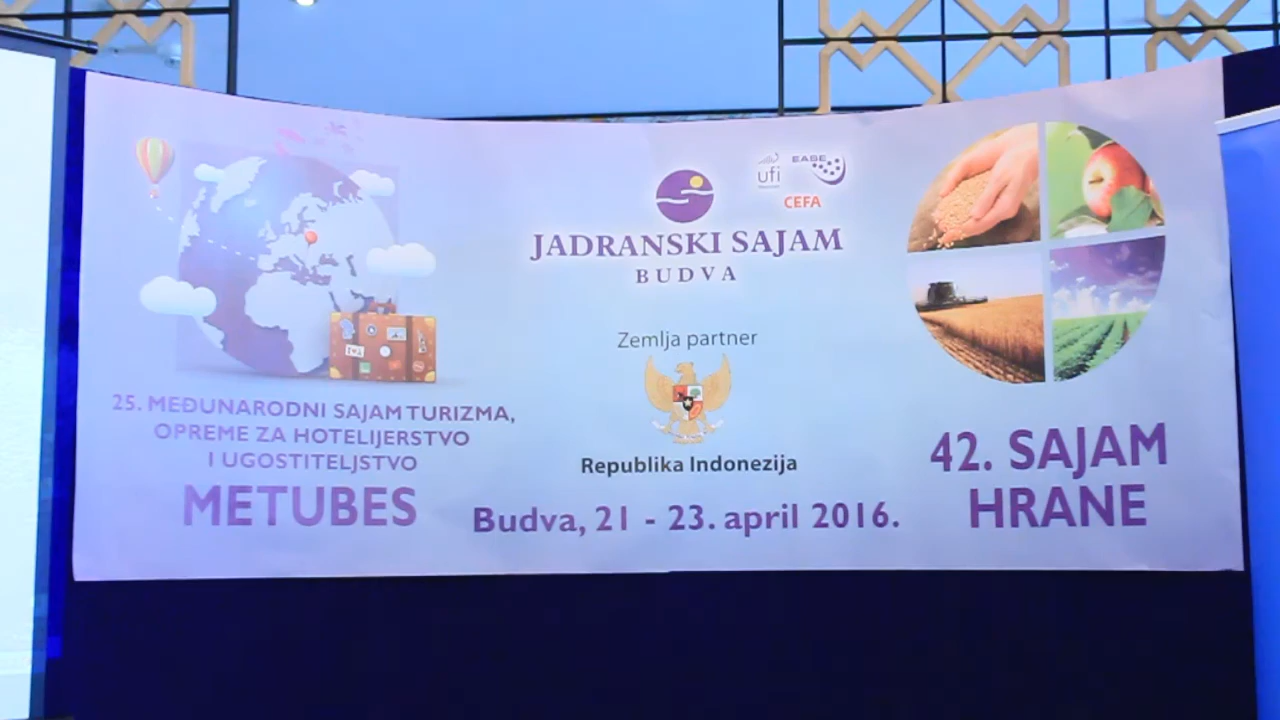 25. MEĐUNARODNI SAJAM TURIZMA,
OPREME ZA HOTELIJERSTVO
I UGOSTITELJSTVO
METUBES
ufi
EASE
CEFA
JADRANSKI SAJAM
BUDVA
Zemlja partner
Republika Indonezija
Budva, 21 - 23. april 2016.
42. SAJAM
HRANE